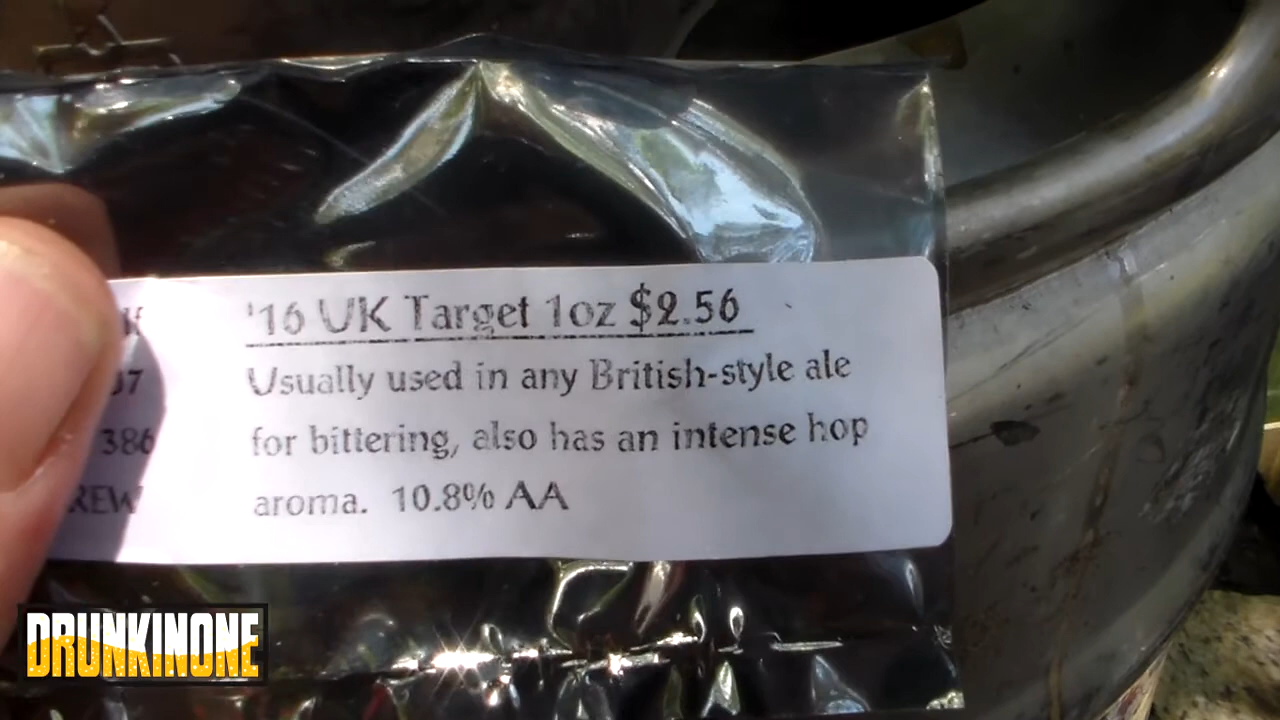 '16 UK Target 1oz $2.56
Usually used in any British-style ale
for bittering, also has an intense hop
386
aroma. 10.8% AA
DRUNKINONE